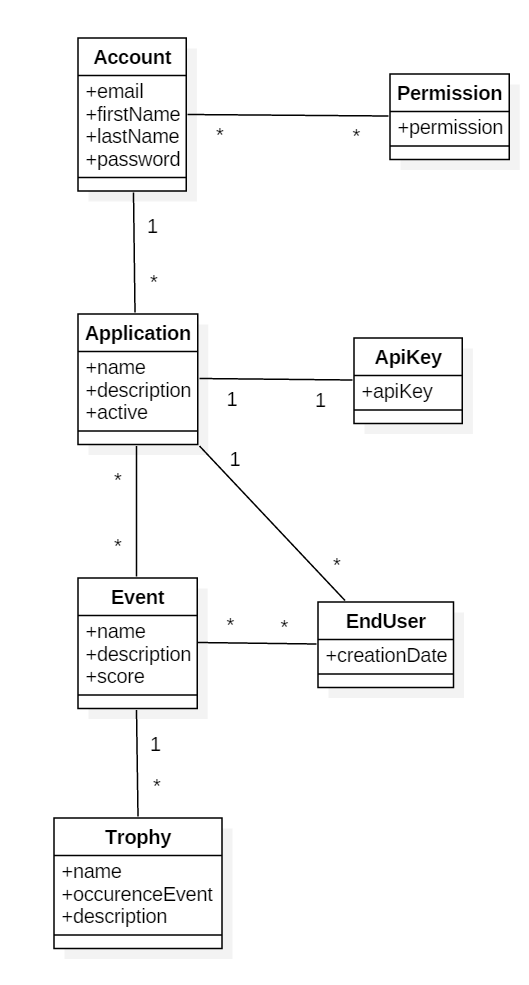 Account
+email
+firstName
+lastName
+password
Permission
+permission
*
*
1
*
Application
+name
+description
+active
ApiKey
+apiKey
1
1
*
1
*
*
Event
+name
+description
+score
*
*
EndUser
+creationDate
1
*
Trophy
+name
+occurenceEvent
+description